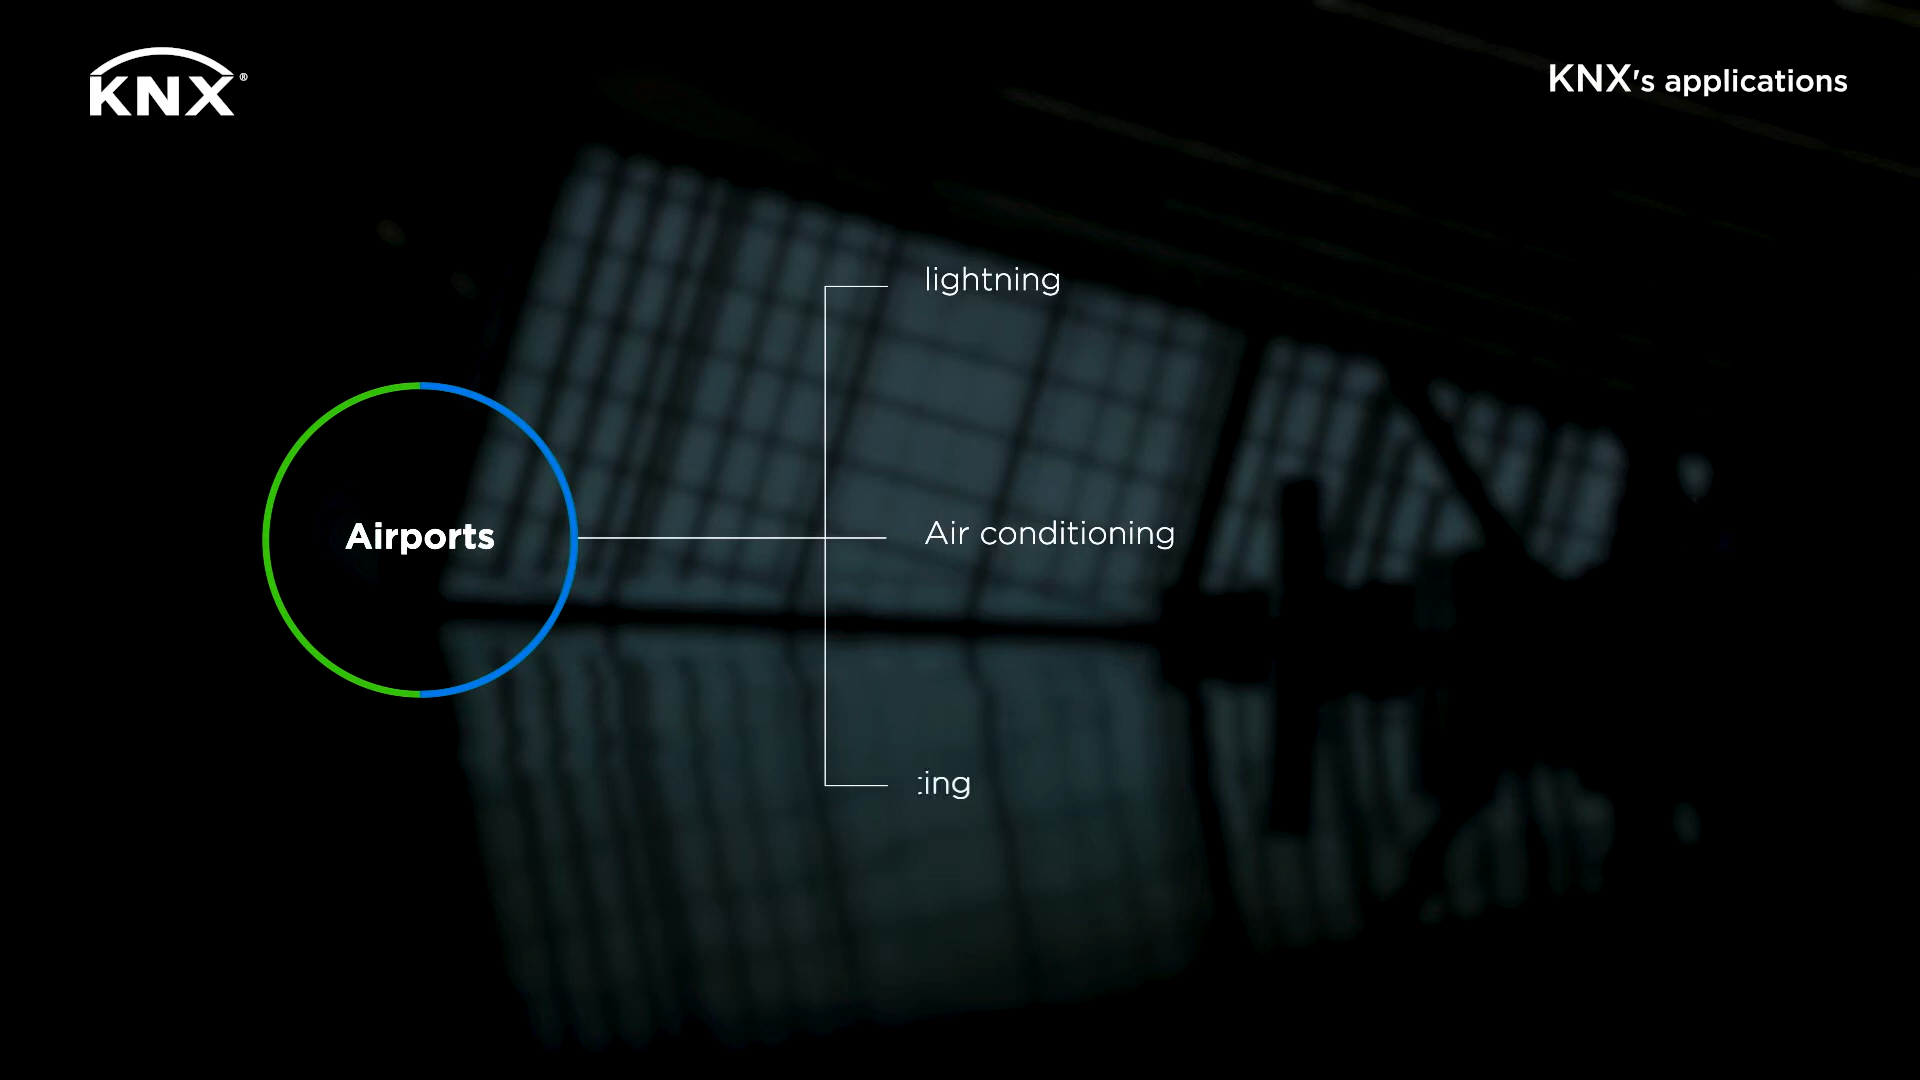 KNX®
KNX's applications
lightning
Airports
Air conditioning
ing